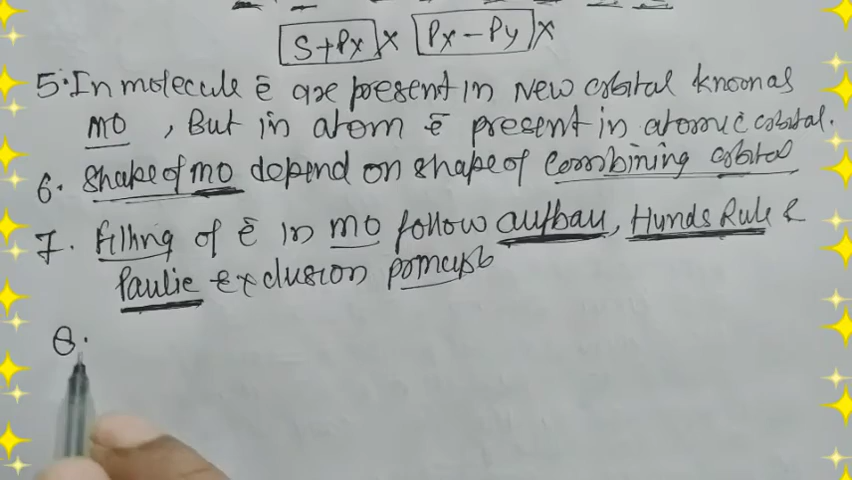 S+Px x Px-Py x
5. In molecule ē are present in New orbital known as
MO, But in atom ē present in atomic orbital.
6. Shape of MO depend on shape of Combining orbital
7. Filling of ē in MO follow aufbau, Hunds Rule &
Paulie exclusion principle
8.